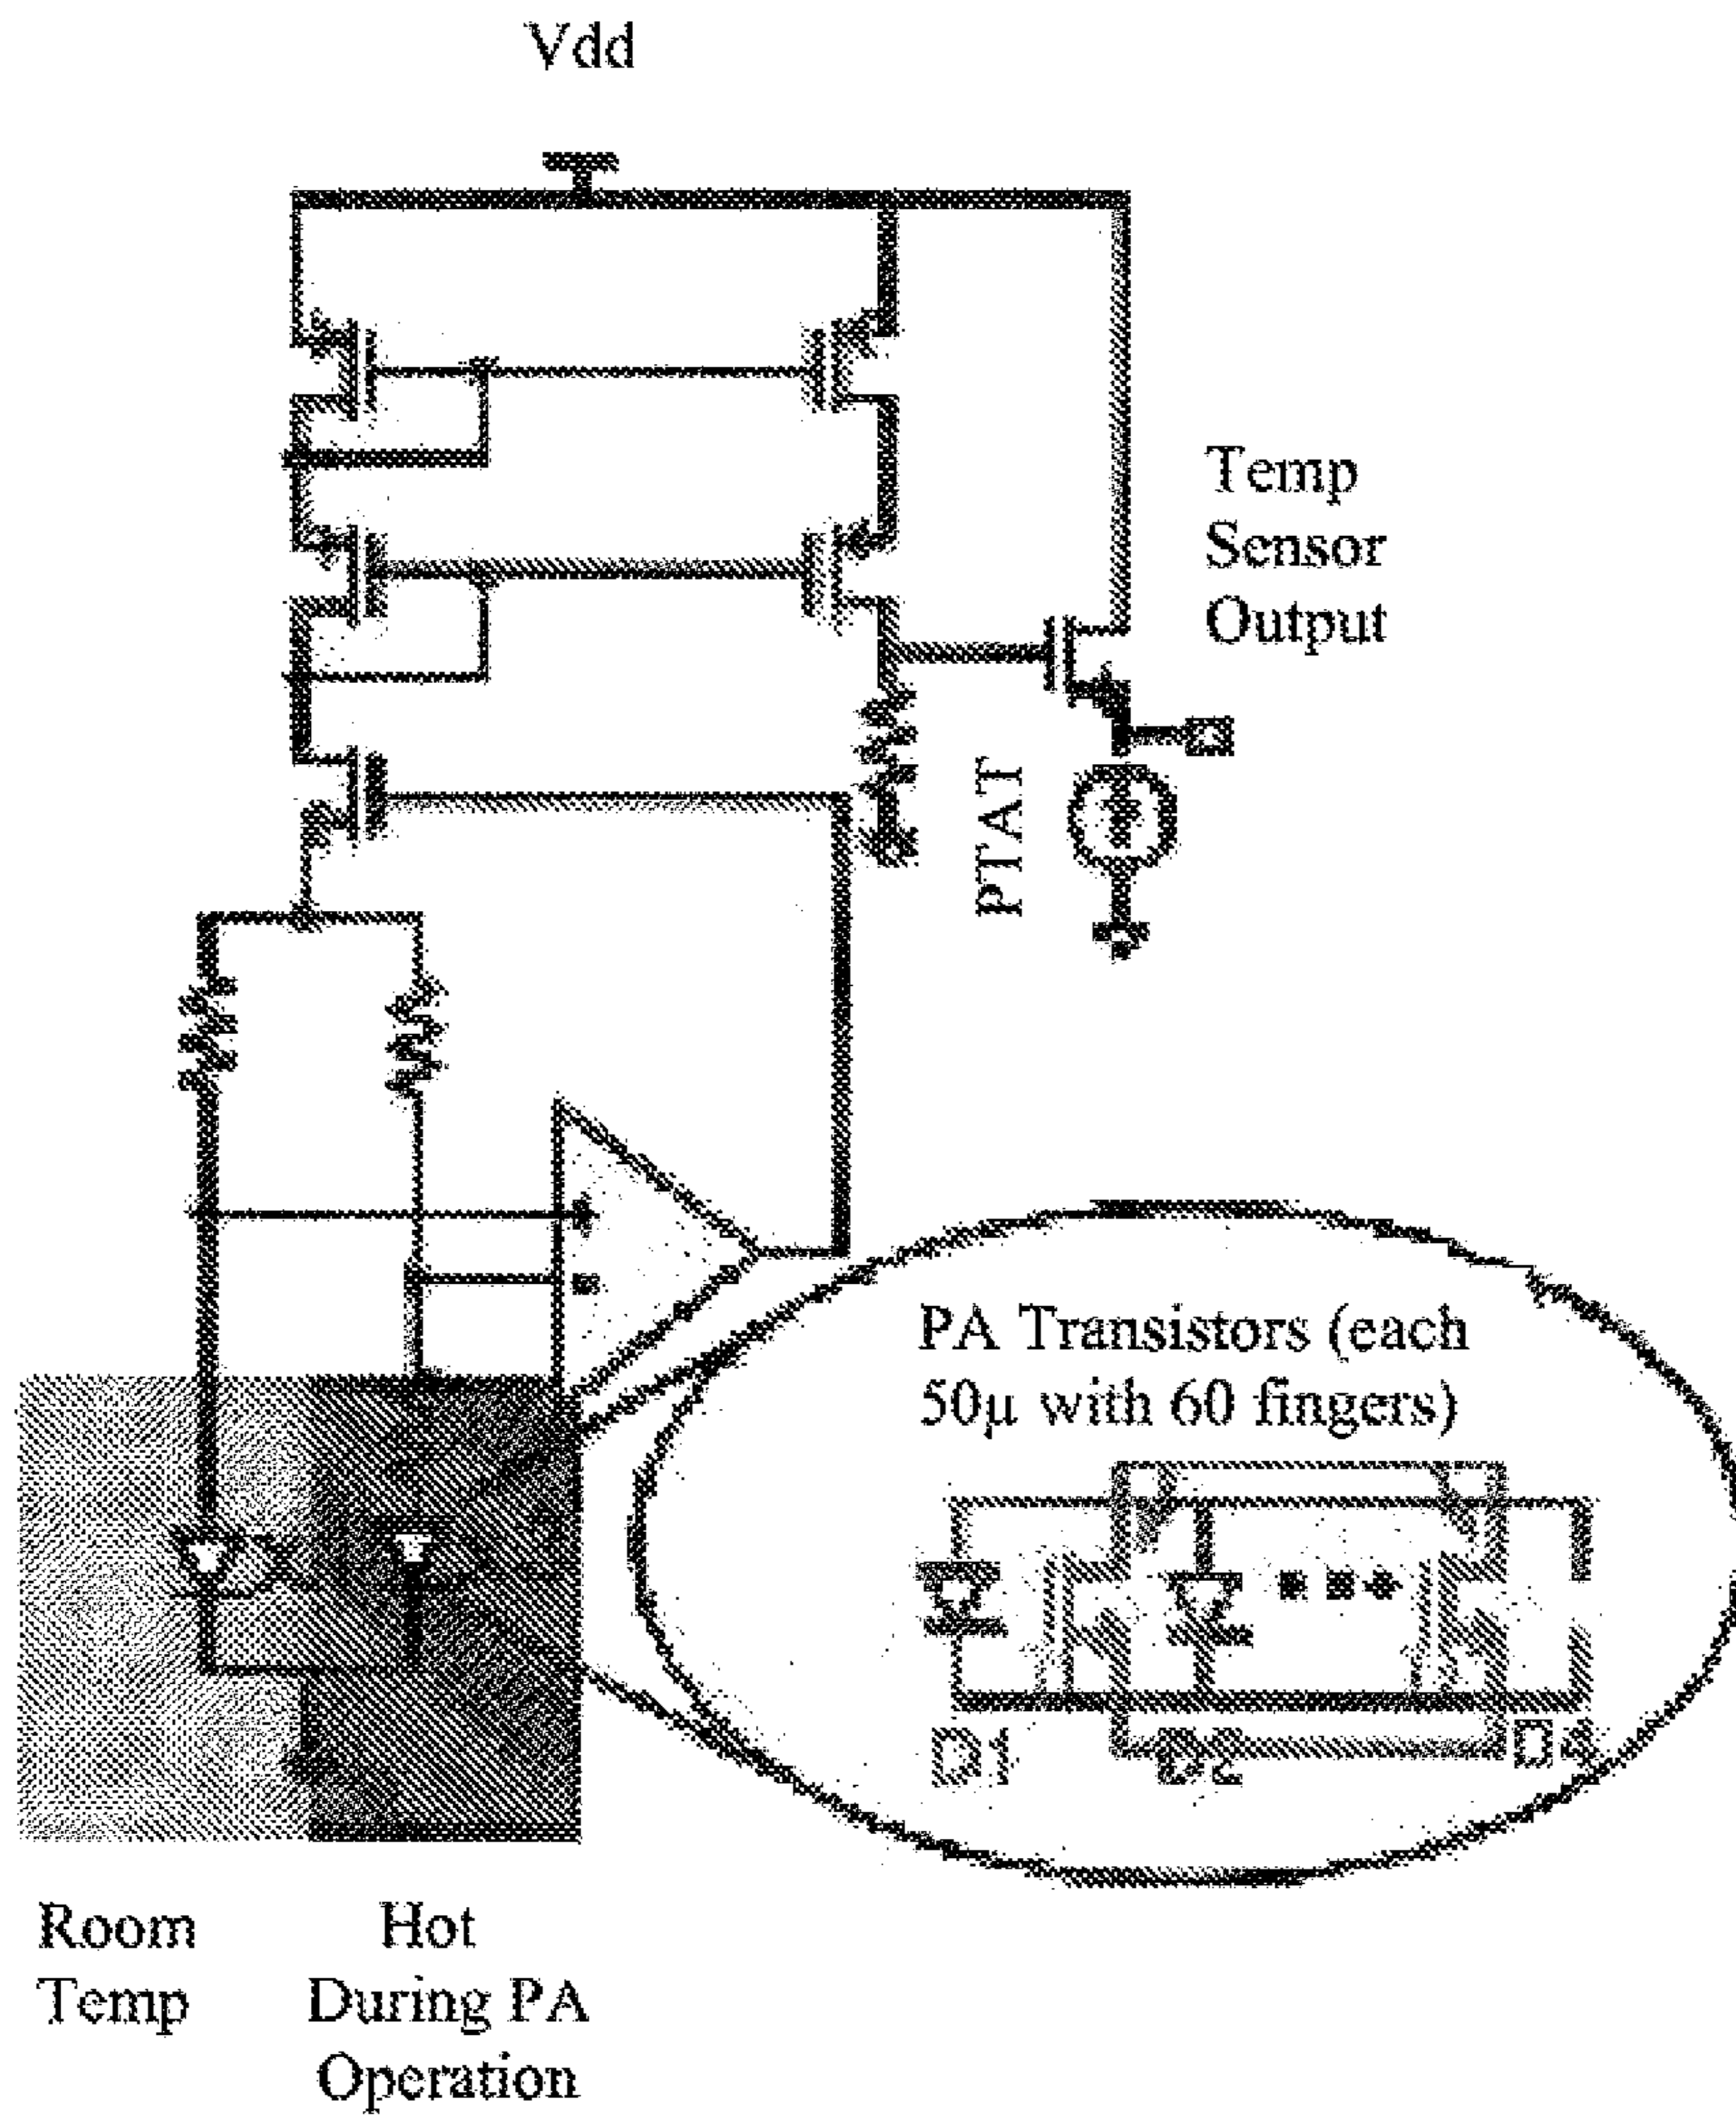 Vdd
Temp
Sensor
Output
PTAT
PA Transistors (each
50µ with 60 fingers)
D1
D2
Room
Temp
Hot
During PA
Operation